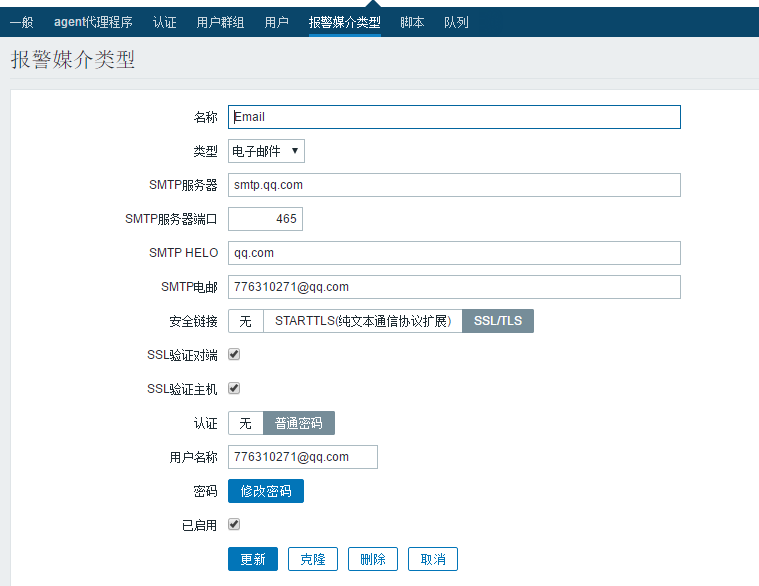 一般 agent代理程序 认证 用户群组 用户 报警媒介类型 脚本 队列
报警媒介类型
名称 Email
类型 电子邮件
SMTP服务器 smtp.qq.com
SMTP服务器端口 465
SMTP HELO qq.com
SMTP电邮 776310271@qq.com
安全链接 无 STARTTLS(纯文本通信协议扩展) SSL/TLS
SSL验证对端
SSL验证主机
认证 无 普通密码
用户名称 776310271@qq.com
密码 修改密码
已启用
更新 克隆 删除 取消